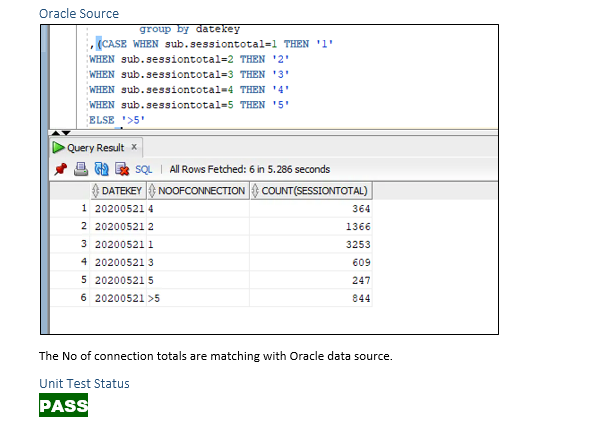 Oracle Source
group by datekey
,(CASE WHEN sub.sessiontotal=1 THEN '1'
WHEN sub.sessiontotal=2 THEN '2'
WHEN sub.sessiontotal=3 THEN '3'
WHEN sub.sessiontotal=4 THEN '4'
WHEN sub.sessiontotal=5 THEN '5'
ELSE '>5'
Query Result x
SQL | All Rows Fetched: 6 in 5.286 seconds
DATEKEY NOOFCONNECTION COUNT(SESSIONTOTAL)
1 20200521 4 364
2 20200521 2 1366
3 20200521 1 3253
4 20200521 3 609
5 20200521 5 247
6 20200521 >5 844
The No of connection totals are matching with Oracle data source.
Unit Test Status
PASS